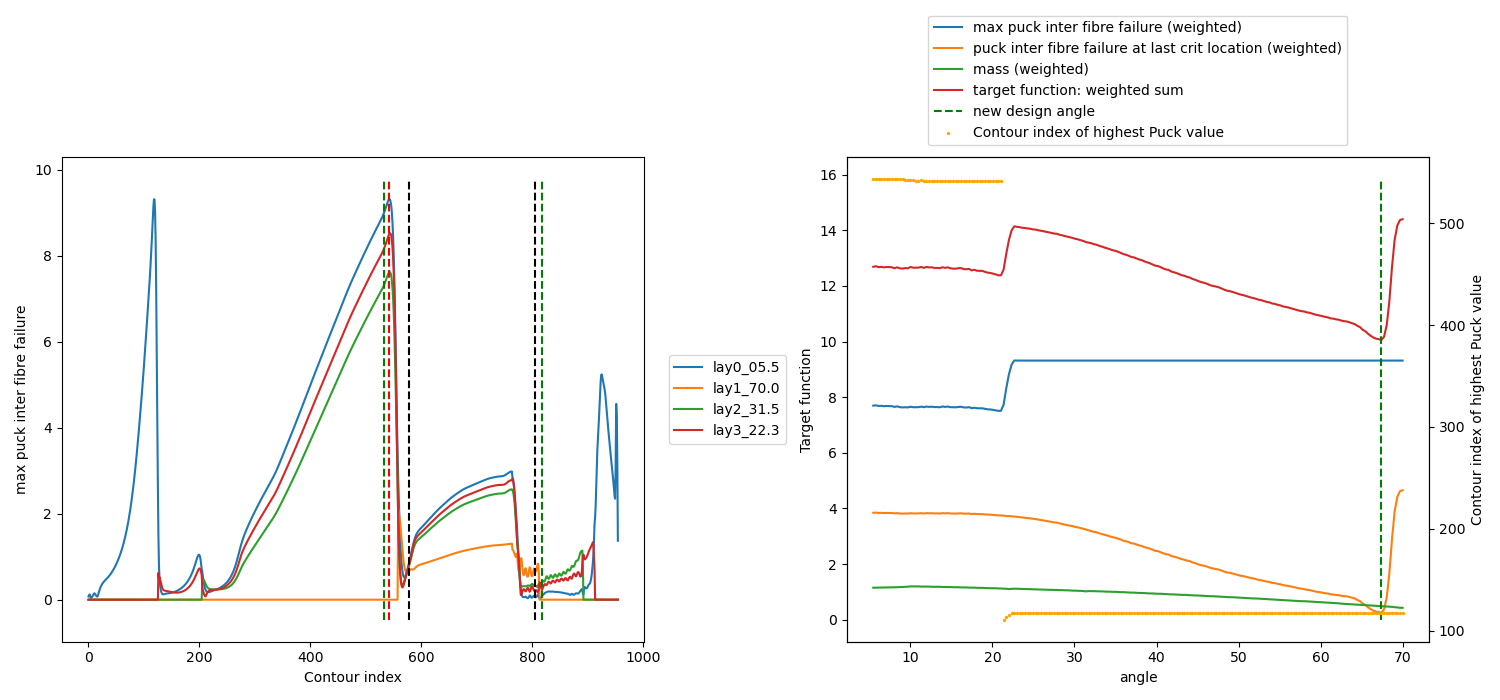 max puck inter fibre failure (weighted)
puck inter fibre failure at last crit location (weighted)
mass (weighted)
target function: weighted sum
new design angle
Contour index of highest Puck value
10
8
6
4
2
0
max puck inter fibre failure
0
200
400
600
800
1000
Contour index
lay0_05.5
lay1_70.0
lay2_31.5
lay3_22.3
16
14
12
10
8
6
4
2
0
Target function
10
20
30
40
50
60
70
angle
500
400
300
200
100
Contour index of highest Puck value